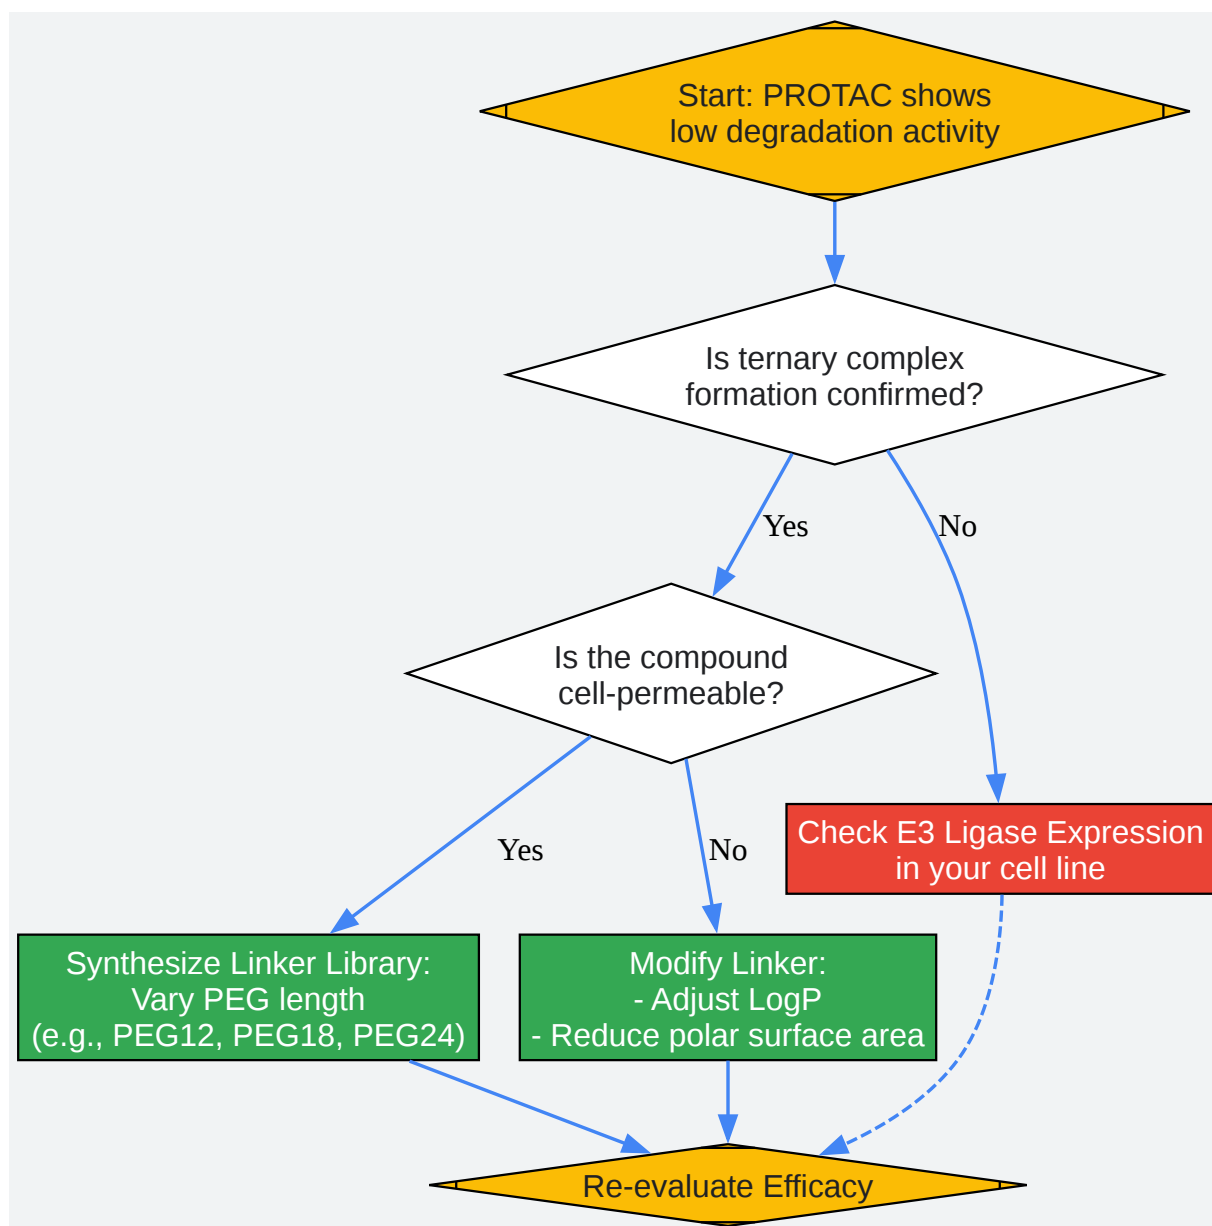 Start: PROTAC shows
low degradation activity
Is ternary complex
formation confirmed?
Yes
No
Is the compound
cell-permeable?
Yes
No
Check E3 Ligase Expression
in your cell line
Synthesize Linker Library:
Vary PEG length
(e.g., PEG12, PEG18, PEG24)
Modify Linker:
- Adjust LogP
- Reduce polar surface area
Re-evaluate Efficacy